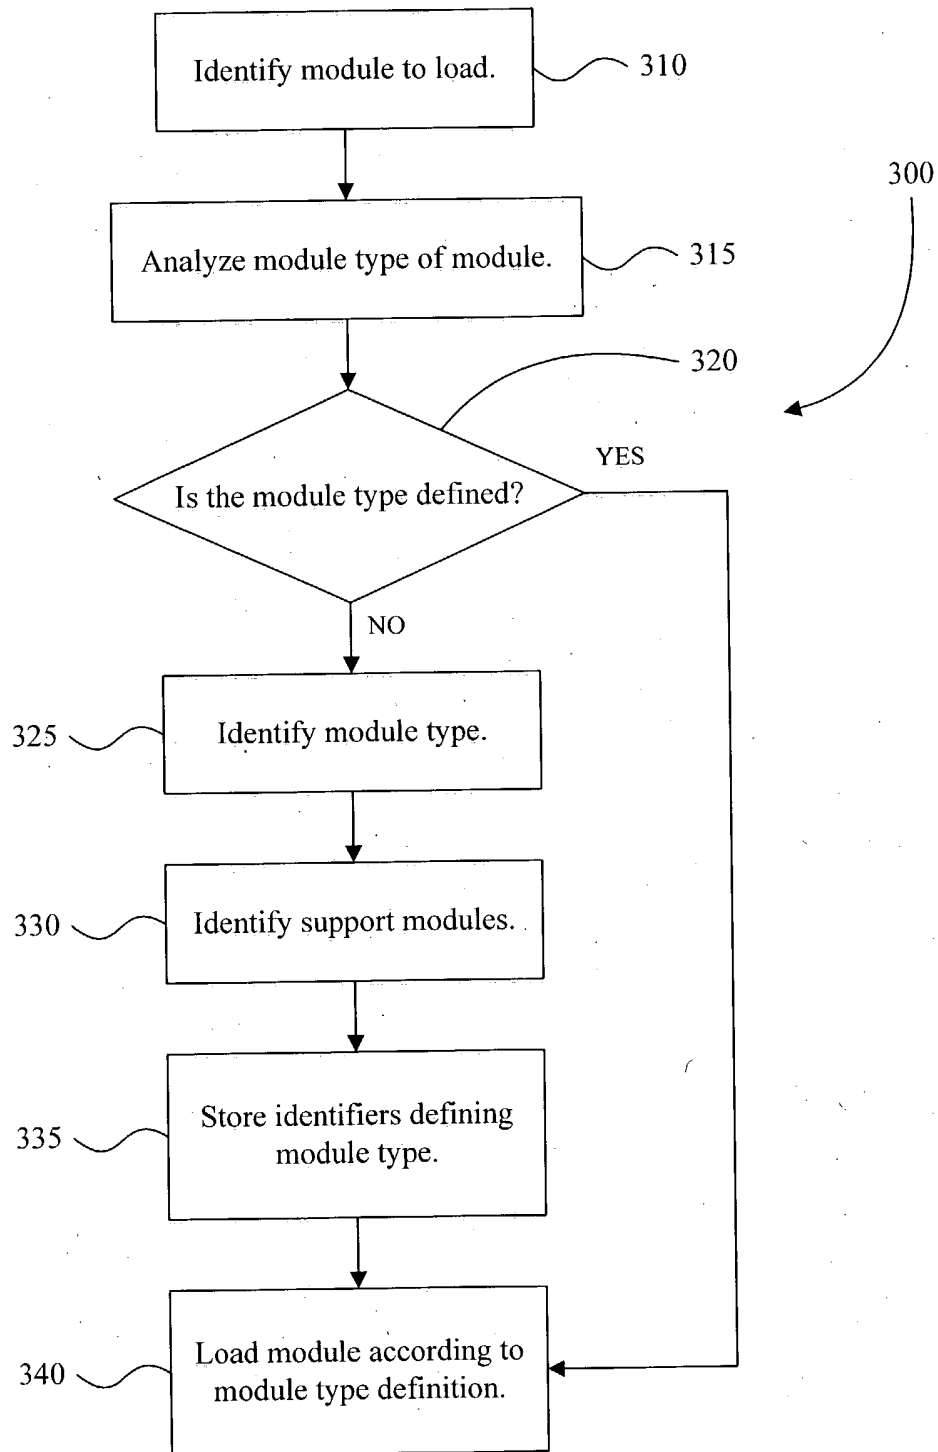 Identify module to load.
310
300
Analyze module type of module.
315
320
YES
Is the module type defined?
NO
325
Identify module type.
330
Identify support modules.
335
Store identifiers defining
module type.
340
Load module according to
module type definition.